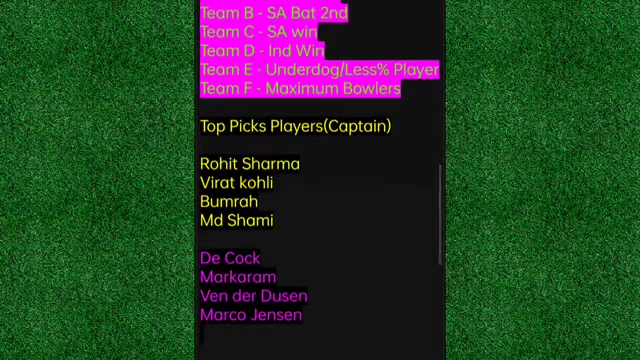 Team B - SA Bat 2nd
Team C - SA win
Team D - Ind Win
Team E - Underdog/Less% Player
Team F - Maximum Bowlers
Top Picks Players(Captain)
Rohit Sharma
Virat kohli
Bumrah
Md Shami
De Cock
Markaram
Ven der Dusen
Marco Jensen